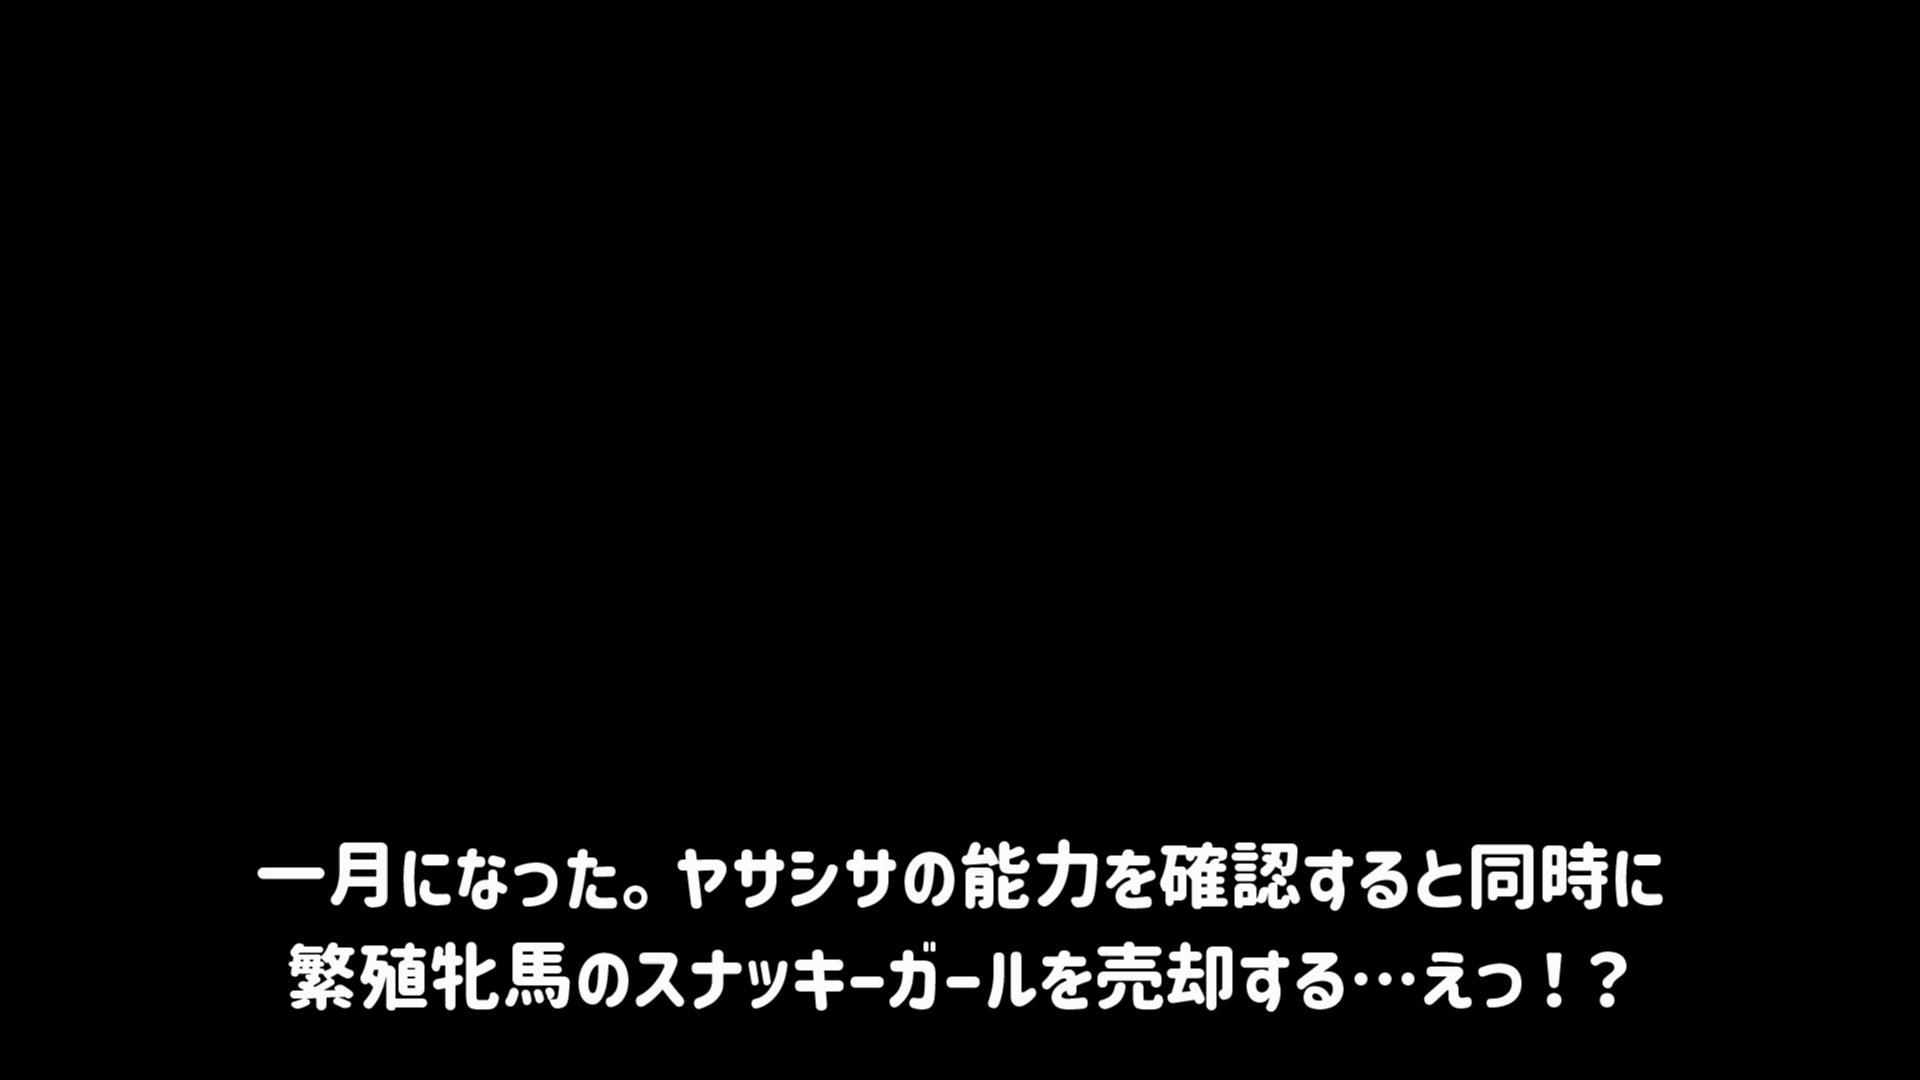 一月になった。ヤサシサの能力を確認すると同時に
繁殖牝馬のスナッキーガールを売却する…えっ！？